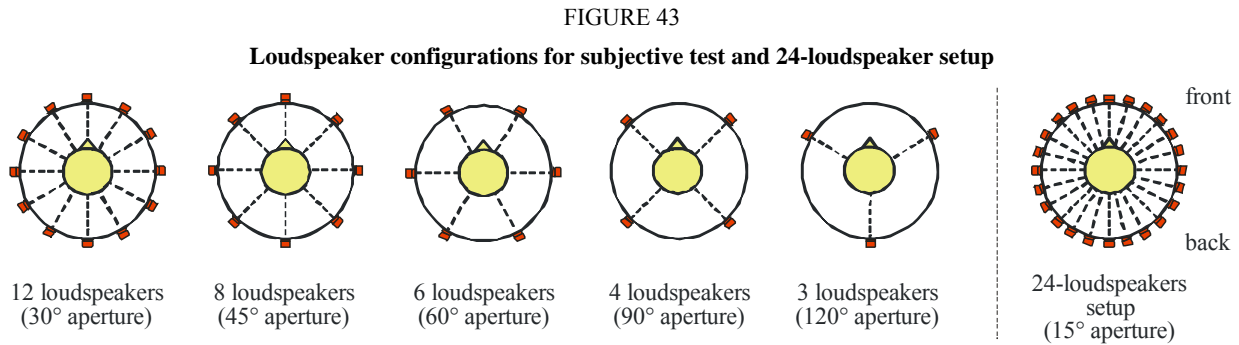 FIGURE 43
Loudspeaker configurations for subjective test and 24-loudspeaker setup
front
back
12 loudspeakers
(30° aperture)
8 loudspeakers
(45° aperture)
6 loudspeakers
(60° aperture)
4 loudspeakers
(90° aperture)
3 loudspeakers
(120° aperture)
24-loudspeakers
setup
(15° aperture)